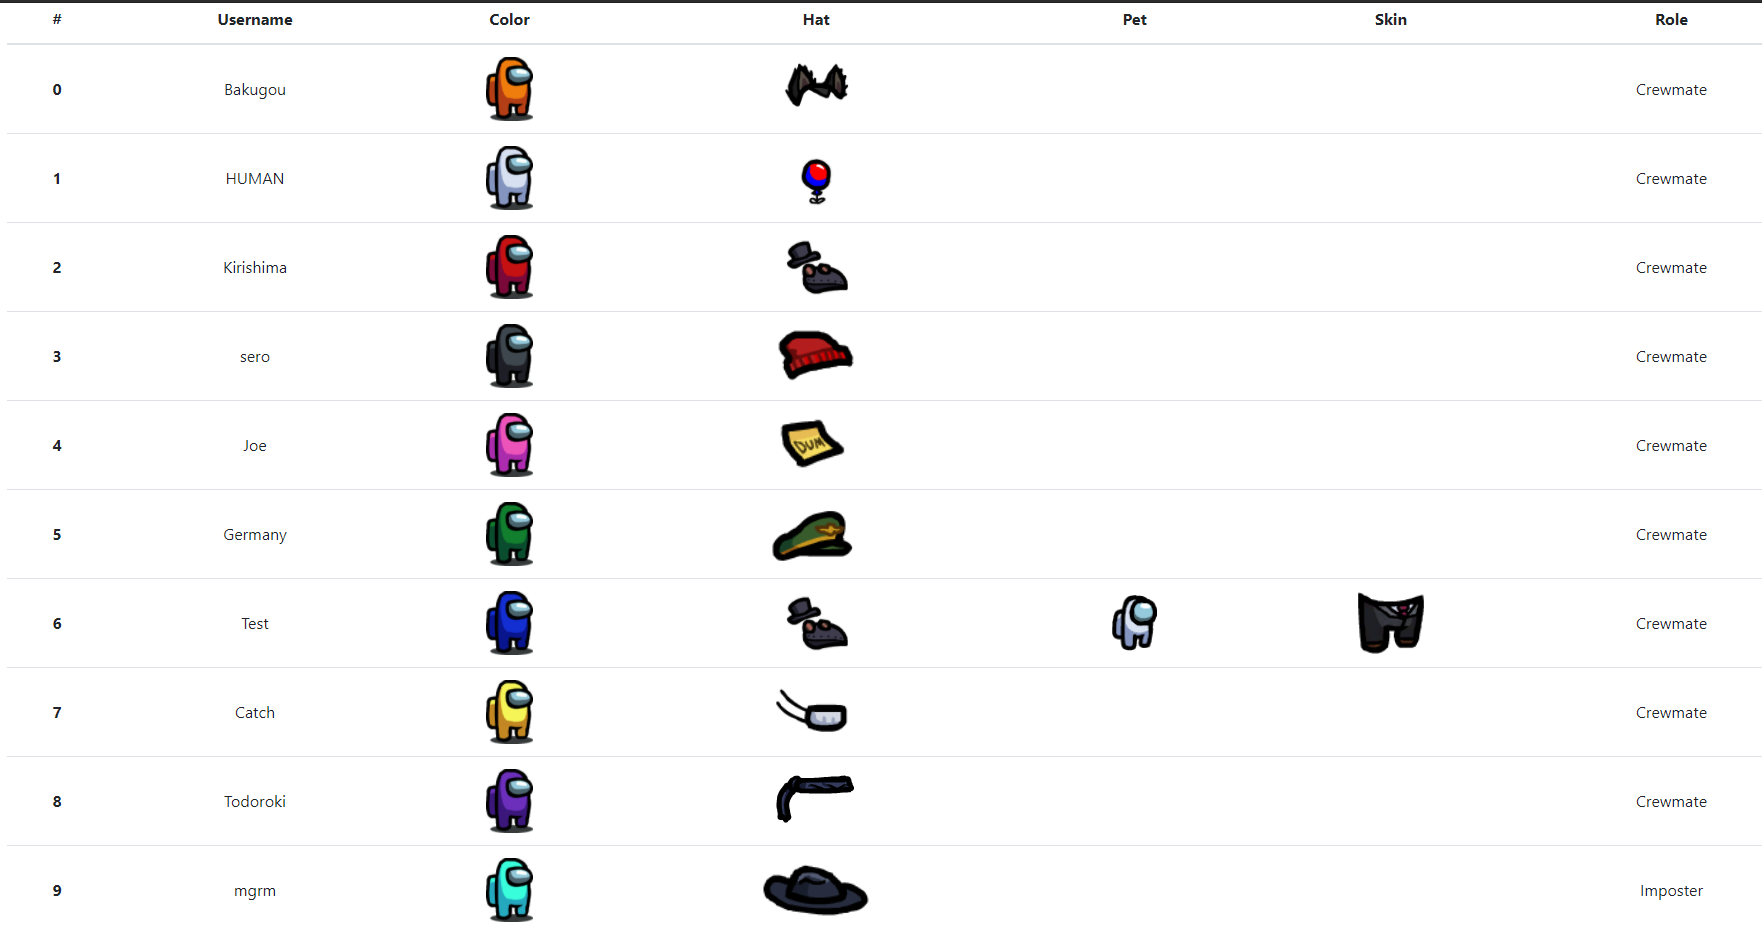 # Username Color Hat Pet Skin Role
0 Bakugou Crewmate
1 HUMAN Crewmate
2 Kirishima Crewmate
3 sero Crewmate
4 Joe DUM Crewmate
5 Germany Crewmate
6 Test Crewmate
7 Catch Crewmate
8 Todoroki Crewmate
9 mgrm Imposter